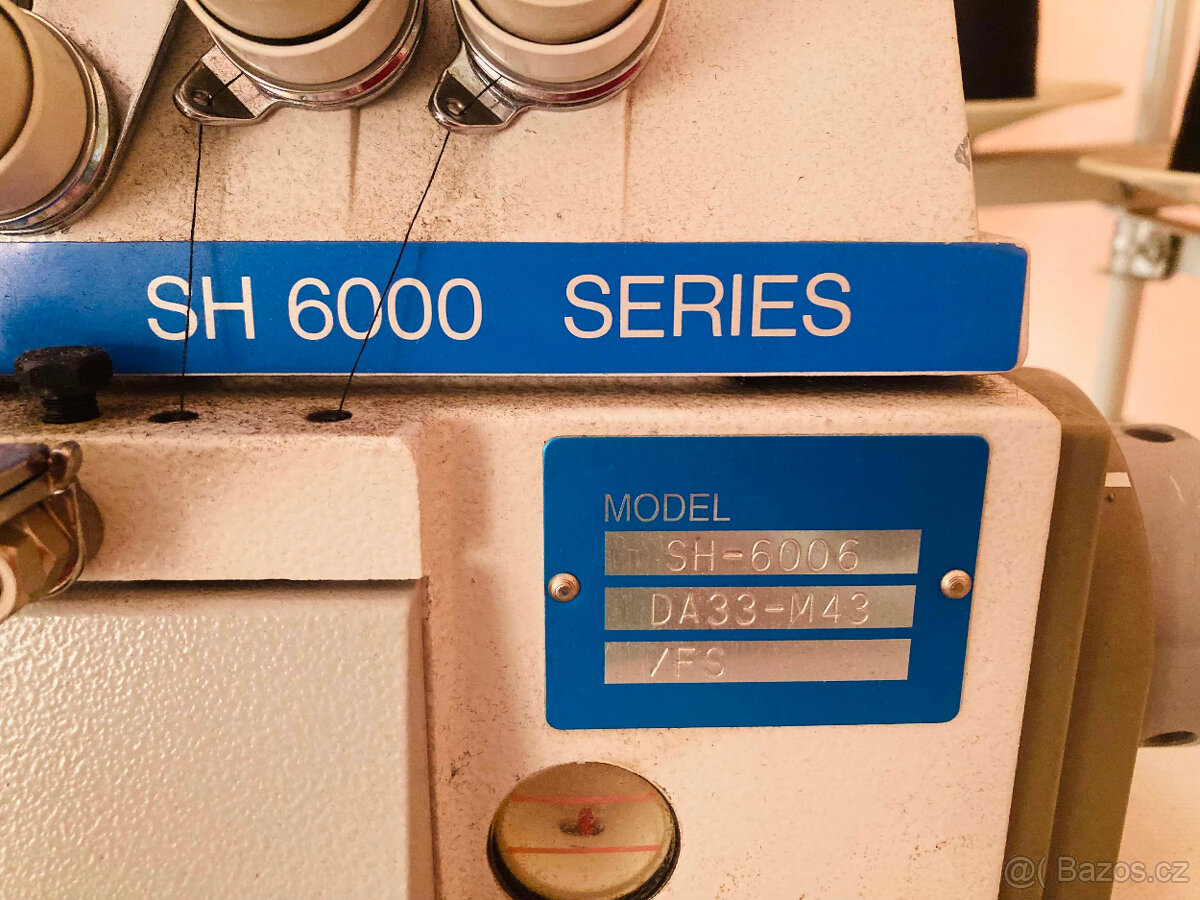 SH 6000 SERIES
MODEL
SH-6006
DA33-M43
/FS
@( Bazos.cz